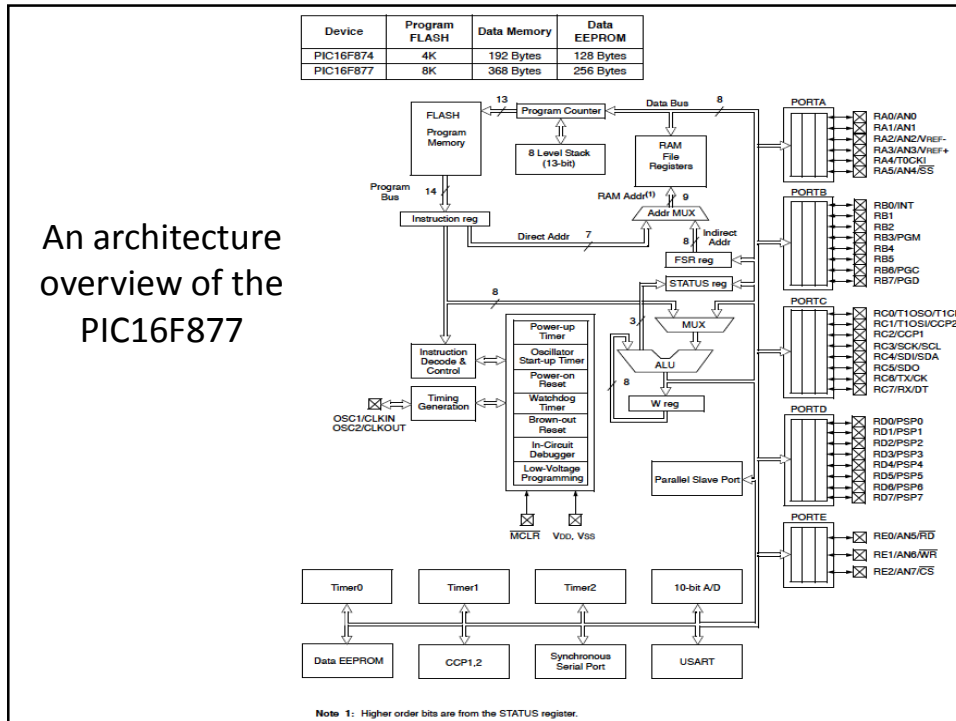 An architecture
overview of the
PIC16F877
Device Program FLASH Data Memory Data EEPROM
PIC16F874 4K 192 Bytes 128 Bytes
PIC16F877 8K 368 Bytes 256 Bytes
FLASH
Program
Memory
13
Program Counter
Data Bus
8
8 Level Stack
(13-bit)
RAM
File
Registers
Program
Bus
14
RAM Addr(1)
9
Instruction reg
Addr MUX
Direct Addr
7
8
Indirect
Addr
FSR reg
STATUS reg
8
3
MUX
ALU
8
W reg
Instruction
Decode &
Control
Timing
Generation
OSC1/CLKIN
OSC2/CLKOUT
Power-up
Timer
Oscillator
Start-up Timer
Power-on
Reset
Watchdog
Timer
Brown-out
Reset
In-Circuit
Debugger
Low-Voltage
Programming
MCLR
VDD, VSS
Parallel Slave Port
PORTA
RA0/AN0
RA1/AN1
RA2/AN2/VREF-
RA3/AN3/VREF+
RA4/T0CKI
RA5/AN4/SS
PORTB
RB0/INT
RB1
RB2
RB3/PGM
RB4
RB5
RB6/PGC
RB7/PGD
PORTC
RC0/T1OSO/T1CK
RC1/T1OSI/CCP2
RC2/CCP1
RC3/SCK/SCL
RC4/SDI/SDA
RC5/SDO
RC6/TX/CK
RC7/RX/DT
PORTD
RD0/PSP0
RD1/PSP1
RD2/PSP2
RD3/PSP3
RD4/PSP4
RD5/PSP5
RD6/PSP6
RD7/PSP7
PORTE
RE0/AN5/RD
RE1/AN6/WR
RE2/AN7/CS
Timer0
Timer1
Timer2
10-bit A/D
Data EEPROM
CCP1,2
Synchronous
Serial Port
USART
Note 1: Higher order bits are from the STATUS register.